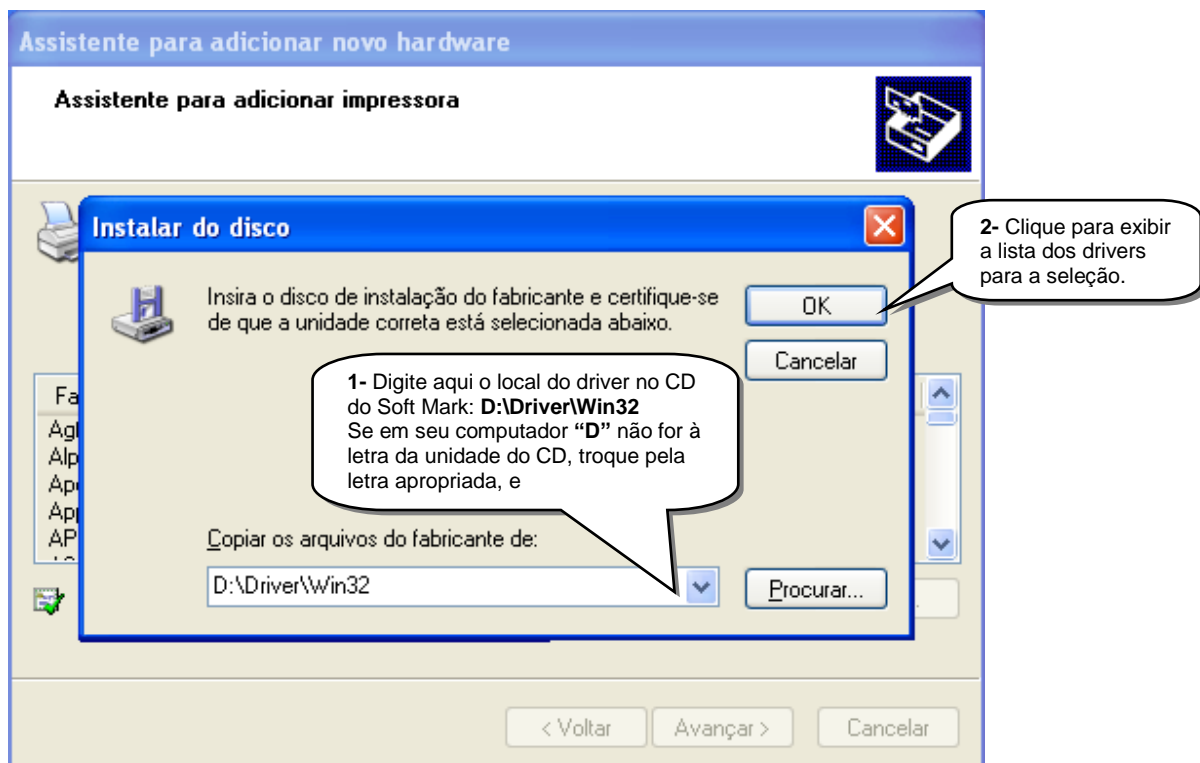 Assistente para adicionar novo hardware
Assistente para adicionar impressora
Instalar do disco
2- Clique para exibir
a lista dos drivers
para a seleção.
Insira o disco de instalação do fabricante e certifique-se
de que a unidade correta está selecionada abaixo.
OK
Cancelar
1- Digite aqui o local do driver no CD
do Soft Mark: D:\Driver\Win32
Se em seu computador “D” não for à
letra da unidade do CD, troque pela
letra apropriada, e
Fa
Alp
AP
Copiar os arquivos do fabricante de:
D:\Driver\Win32
Procurar...
< Voltar
Avançar >
Cancelar